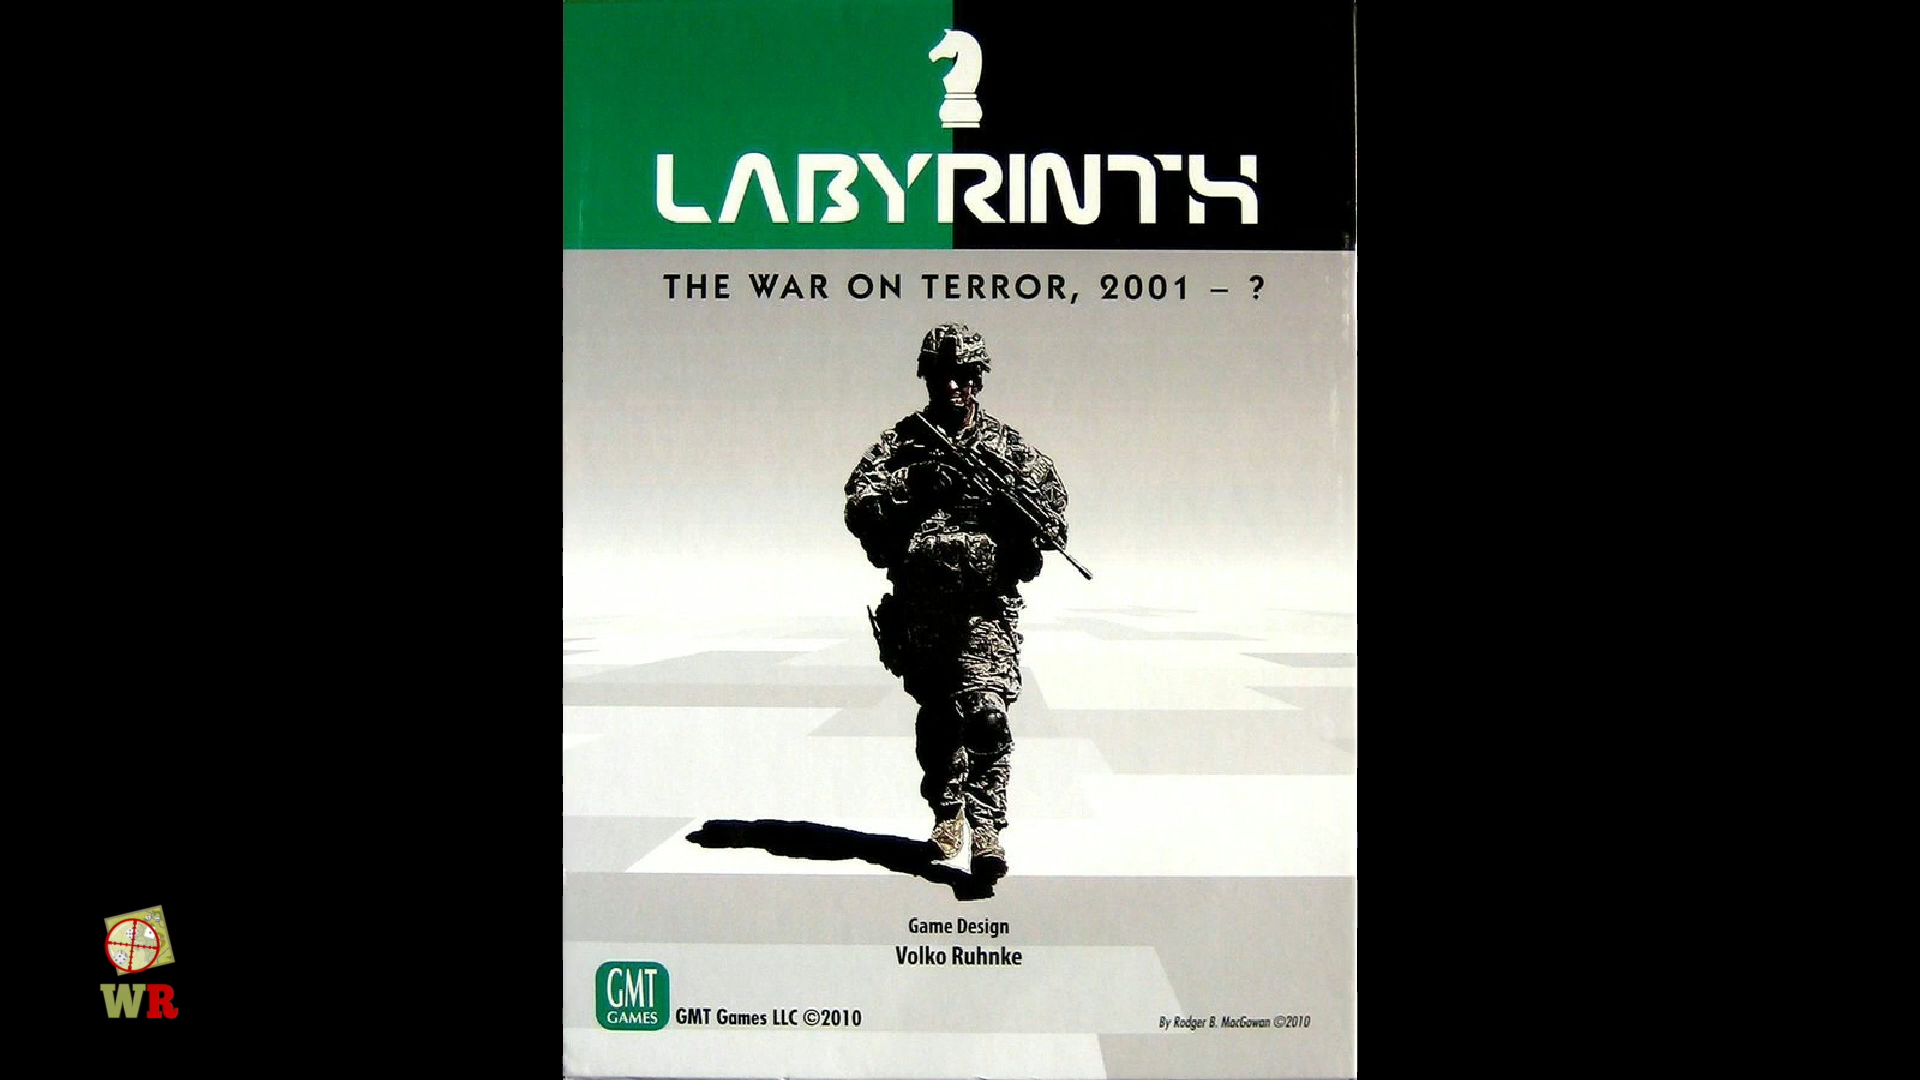 LABYRINTH
THE WAR ON TERROR, 2001 – ?
Game Design
Volko Ruhnke
GMT
GAMES
GMT Games LLC ©2010
By Rodger B. MacGowan ©2010
WR